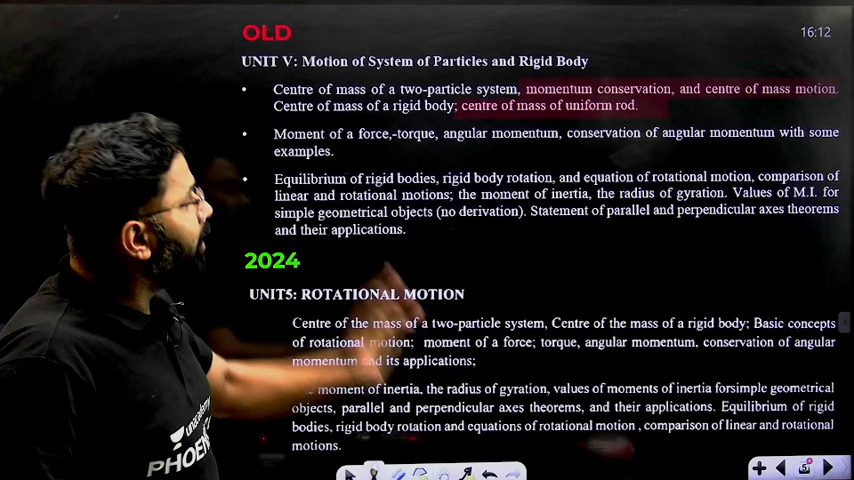 OLD
16:12
UNIT V: Motion of System of Particles and Rigid Body
• Centre of mass of a two-particle system, momentum conservation, and centre of mass motion.
Centre of mass of a rigid body; centre of mass of uniform rod.
• Moment of a force,-torque, angular momentum, conservation of angular momentum with some
examples.
• Equilibrium of rigid bodies, rigid body rotation, and equation of rotational motion, comparison of
linear and rotational motions; the moment of inertia, the radius of gyration. Values of M.I. for
simple geometrical objects (no derivation). Statement of parallel and perpendicular axes theorems
and their applications.
2024
UNIT5: ROTATIONAL MOTION
Centre of the mass of a two-particle system, Centre of the mass of a rigid body; Basic concepts
of rotational motion; moment of a force; torque, angular momentum, conservation of angular
momentum and its applications;
moment of inertia, the radius of gyration, values of moments of inertia forsimple geometrical
objects, parallel and perpendicular axes theorems, and their applications. Equilibrium of rigid
bodies, rigid body rotation and equations of rotational motion , comparison of linear and rotational
motions.
unacademy
PHOENIX
5